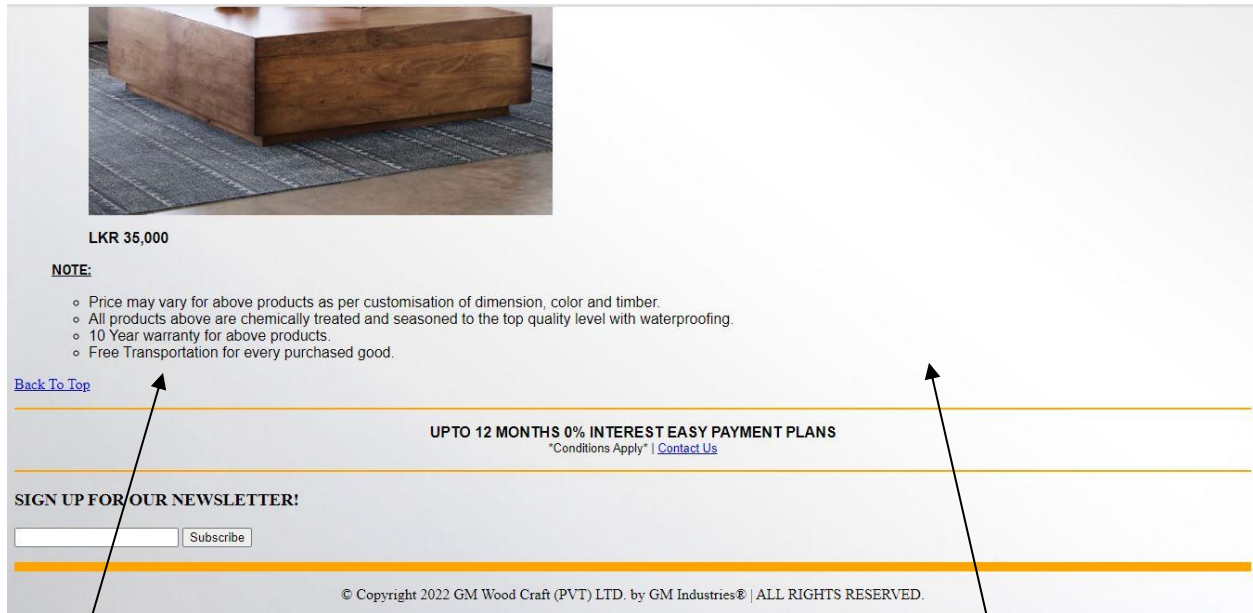 LKR 35,000
NOTE:
Price may vary for above products as per customisation of dimension, color and timber.
All products above are chemically treated and seasoned to the top quality level with waterproofing.
10 Year warranty for above products.
Free Transportation for every purchased good.
Back To Top
UPTO 12 MONTHS 0% INTEREST EASY PAYMENT PLANS
*Conditions Apply* | Contact Us
SIGN UP FOR OUR NEWSLETTER!
Subscribe
© Copyright 2022 GM Wood Craft (PVT) LTD. by GM Industries® | ALL RIGHTS RESERVED.